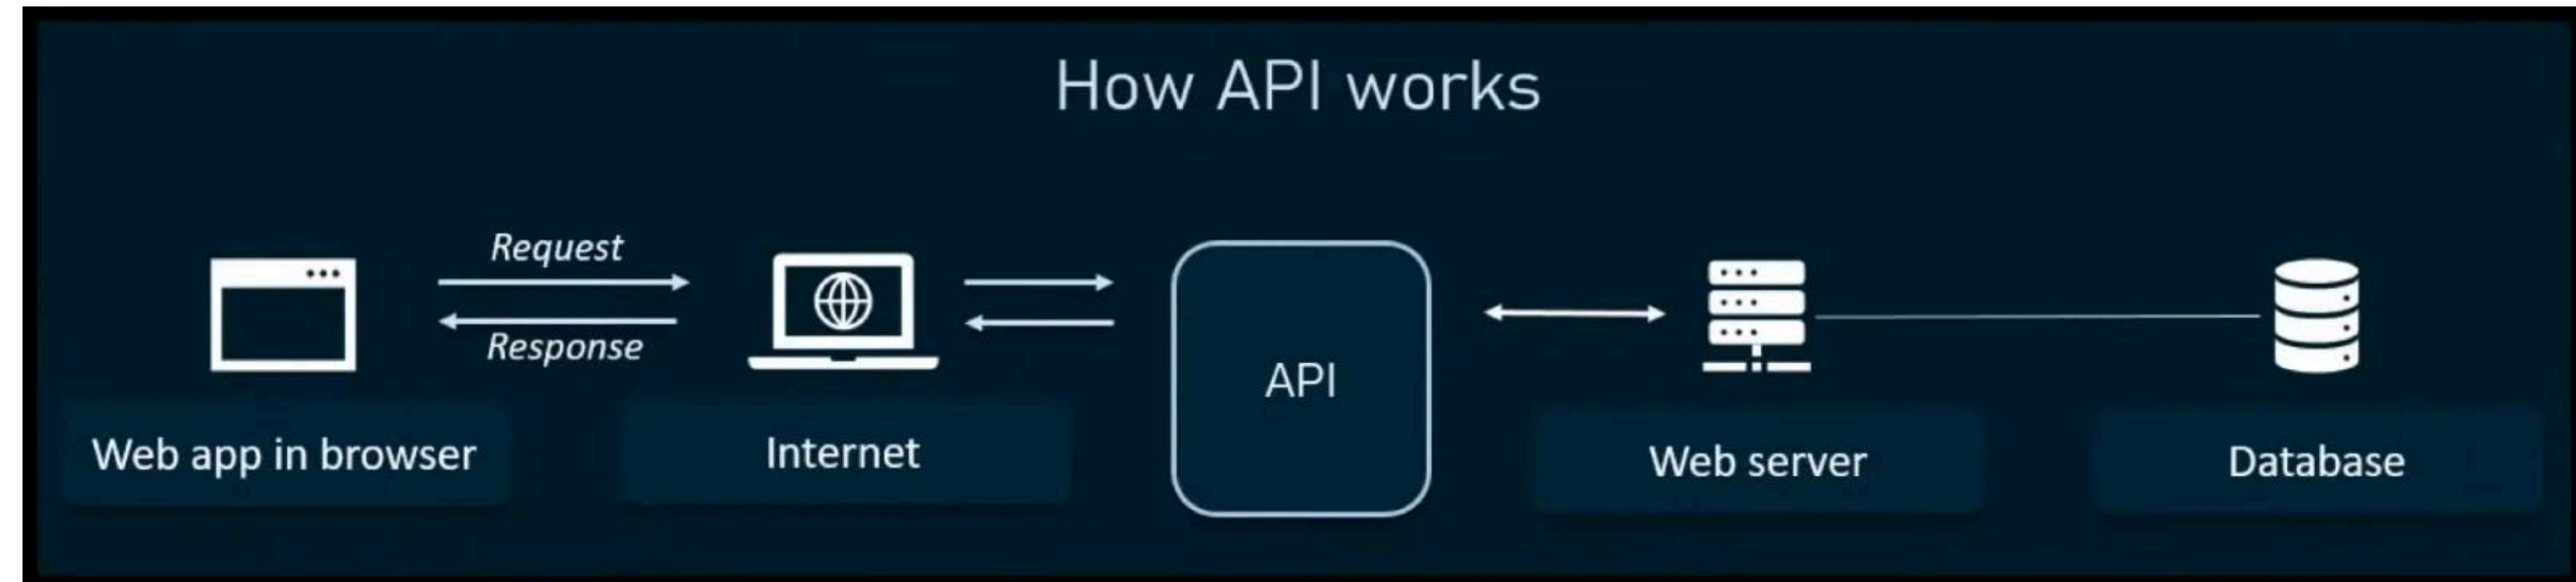 How API works
Request
Response
API
Web app in browser
Internet
Web server
Database